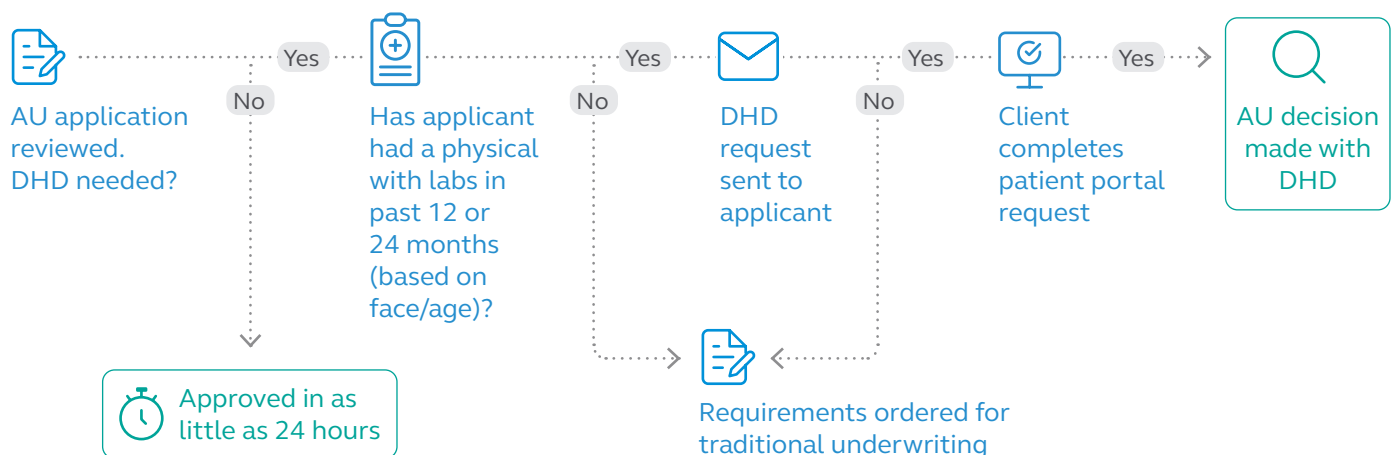 Yes
Yes
Yes
Yes
No
No
No
AU application
reviewed.
DHD needed?
Has applicant
had a physical
with labs in
past 12 or
24 months
(based on
face/age)?
DHD
request
sent to
applicant
Client
completes
patient portal
request
AU decision
made with
DHD
Approved in as
little as 24 hours
Requirements ordered for
traditional underwriting